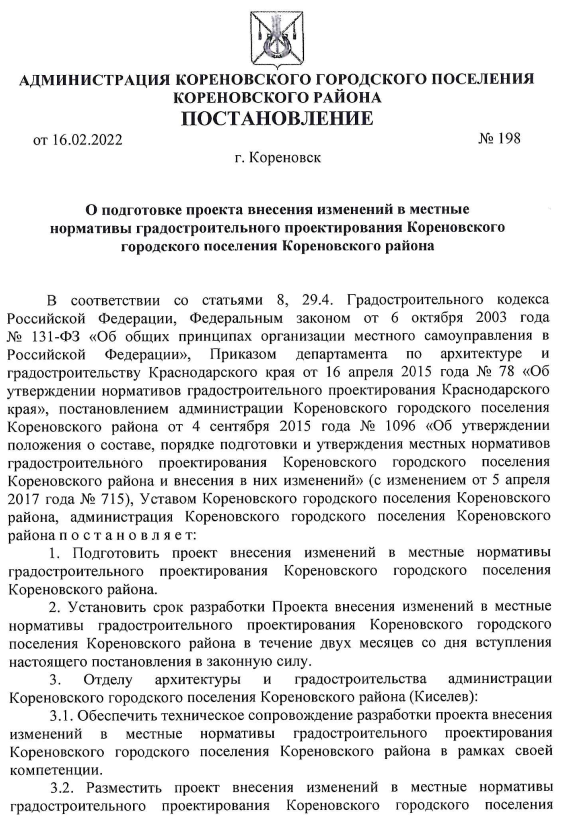 АДМИНИСТРАЦИЯ КОРЕНОВСКОГО ГОРОДСКОГО ПОСЕЛЕНИЯ
КОРЕНОВСКОГО РАЙОНА
ПОСТАНОВЛЕНИЕ
от 16.02.2022 № 198
г. Кореновск
О подготовке проекта внесения изменений в местные
нормативы градостроительного проектирования Кореновского
городского поселения Кореновского района
В соответствии со статьями 8, 29.4. Градостроительного кодекса
Российской Федерации, Федеральным законом от 6 октября 2003 года
№ 131-ФЗ «Об общих принципах организации местного самоуправления в
Российской Федерации», Приказом департамента по архитектуре и
градостроительству Краснодарского края от 16 апреля 2015 года № 78 «Об
утверждении нормативов градостроительного проектирования Краснодарского
края», постановлением администрации Кореновского городского поселения
Кореновского района от 4 сентября 2015 года № 1096 «Об утверждении
положения о составе, порядке подготовки и утверждения местных нормативов
градостроительного проектирования Кореновского городского поселения
Кореновского района и внесения в них изменений» (с изменением от 5 апреля
2017 года № 715), Уставом Кореновского городского поселения Кореновского
района, администрация Кореновского городского поселения Кореновского
района п о с т а н о в л я е т:
1. Подготовить проект внесения изменений в местные нормативы
градостроительного проектирования Кореновского городского поселения
Кореновского района.
2. Установить срок разработки Проекта внесения изменений в местные
нормативы градостроительного проектирования Кореновского городского
поселения Кореновского района в течение двух месяцев со дня вступления
настоящего постановления в законную силу.
3. Отделу архитектуры и градостроительства администрации
Кореновского городского поселения Кореновского района (Киселев):
3.1. Обеспечить техническое сопровождение разработки проекта внесения
изменений в местные нормативы градостроительного проектирования
Кореновского городского поселения Кореновского района в рамках своей
компетенции.
3.2. Разместить проект внесения изменений в местные нормативы
градостроительного проектирования Кореновского городского поселения